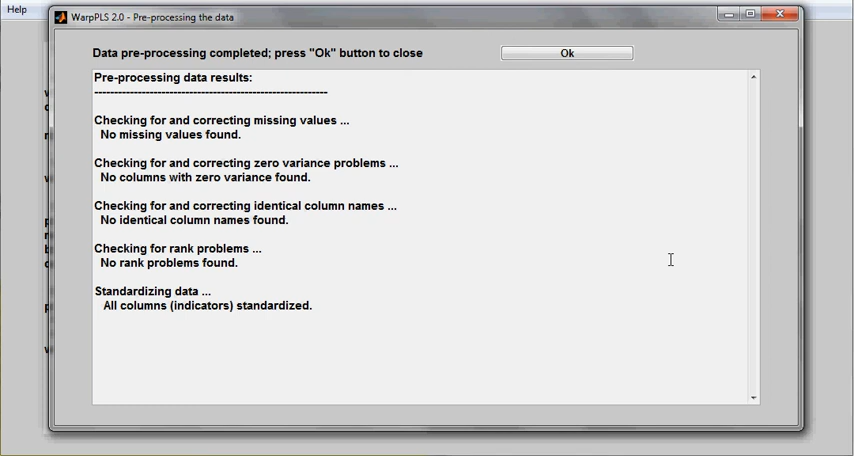 Help
WarpPLS 2.0 - Pre-processing the data
Data pre-processing completed; press "Ok" button to close
Ok
Pre-processing data results:
-----------------------------------------------------------
Checking for and correcting missing values ...
No missing values found.
Checking for and correcting zero variance problems ...
No columns with zero variance found.
Checking for and correcting identical column names ...
No identical column names found.
Checking for rank problems ...
No rank problems found.
Standardizing data ...
All columns (indicators) standardized.